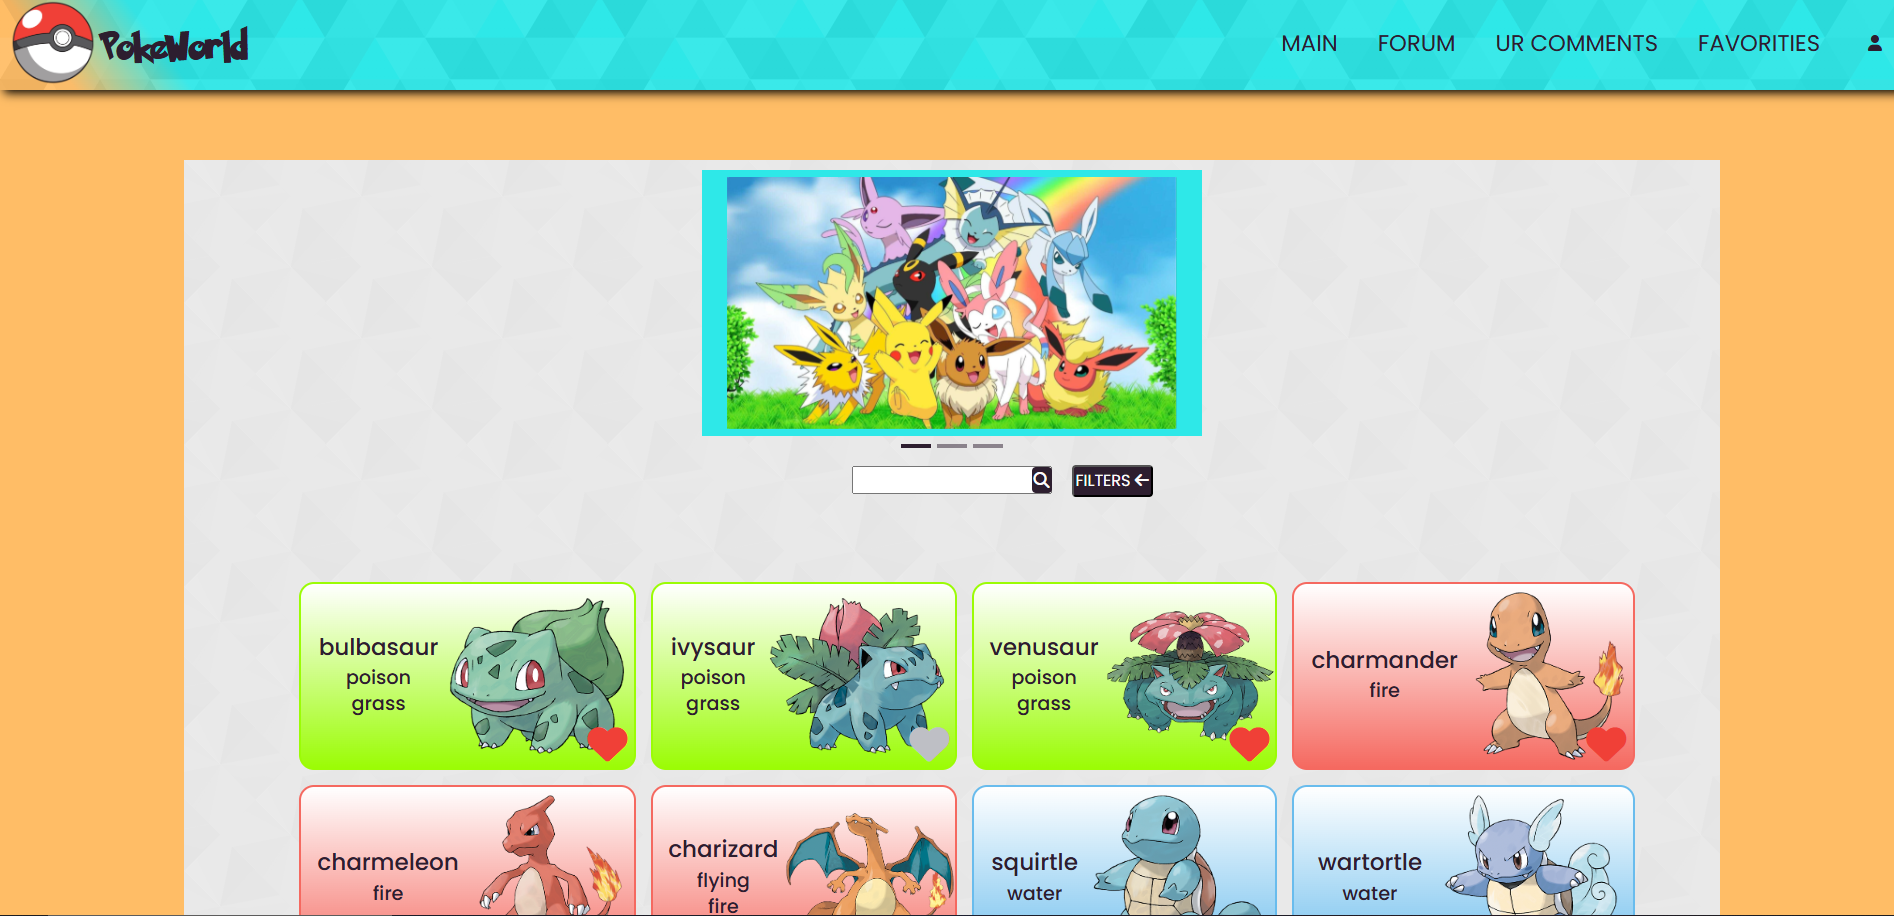 PokeWorld
MAIN FORUM UR COMMENTS FAVORITIES
FILTERS
bulbasaur
poison
grass
ivysaur
poison
grass
venusaur
poison
grass
charmander
fire
charmeleon
fire
charizard
flying
fire
squirtle
water
wartortle
water